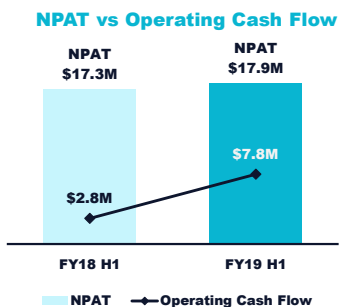 NPAT vs Operating Cash Flow
NPAT
$17.3M
NPAT
$17.9M
$2.8M
$7.8M
FY18 H1
FY19 H1
NPAT
Operating Cash Flow